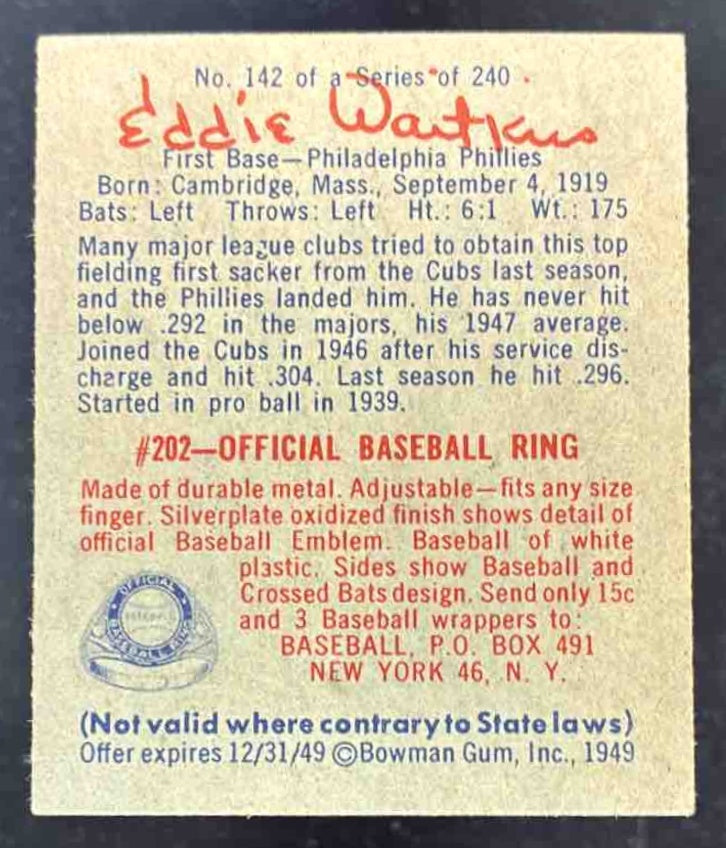 No. 142 of a Series of 240
Eddie Waitkus
First Base—Philadelphia Phillies
Born: Cambridge, Mass., September 4, 1919
Bats: Left Throws: Left Ht.: 6:1 Wt.: 175
Many major league clubs tried to obtain this top
fielding first sacker from the Cubs last season,
and the Phillies landed him. He has never hit
below .292 in the majors, his 1947 average.
Joined the Cubs in 1946 after his service dis-
charge and hit .304. Last season he hit .296.
Started in pro ball in 1939.
#202—OFFICIAL BASEBALL RING
Made of durable metal. Adjustable—fits any size
finger. Silverplate oxidized finish shows detail of
official Baseball Emblem. Baseball of white
plastic. Sides show Baseball and
Crossed Bats design. Send only 15c
and 3 Baseball wrappers to:
BASEBALL, P.O. BOX 491
NEW YORK 46, N. Y.
OFFICIAL
BASEBALL RING
(Not valid where contrary to State laws)
Offer expires 12/31/49 ©Bowman Gum, Inc., 1949